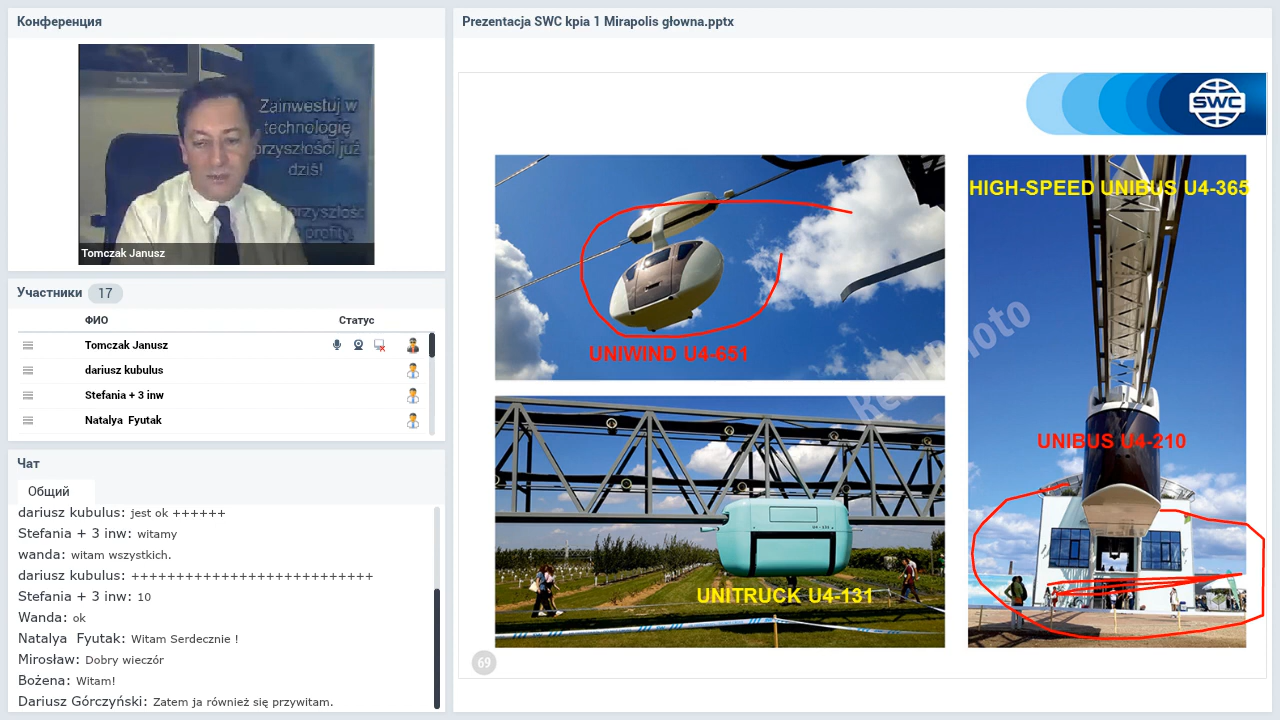 Конференция
Zainwestuj w
technologię
przyszłości już
dziś!
Tomczak Janusz
Участники 17
ФИО Статус
Tomczak Janusz
dariusz kubulus
Stefania + 3 inw
Natalya Fyutak
Чат
Общий
dariusz kubulus: jest ok ++++++
Stefania + 3 inw: witamy
wanda: witam wszystkich.
dariusz kubulus: +++++++++++++++++++++++++++
Stefania + 3 inw: 10
Wanda: ok
Natalya Fyutak: Witam Serdecznie !
Mirosław: Dobry wieczór
Bożena: Witam!
Dariusz Górczyński: Zatem ja również się przywitam.
Prezentacja SWC kpia 1 Mirapolis głowna.pptx
SWC
UNIWIND U4-651
HIGH-SPEED UNIBUS U4-365
UNIBUS U4-210
UNITRUCK U4-131
69